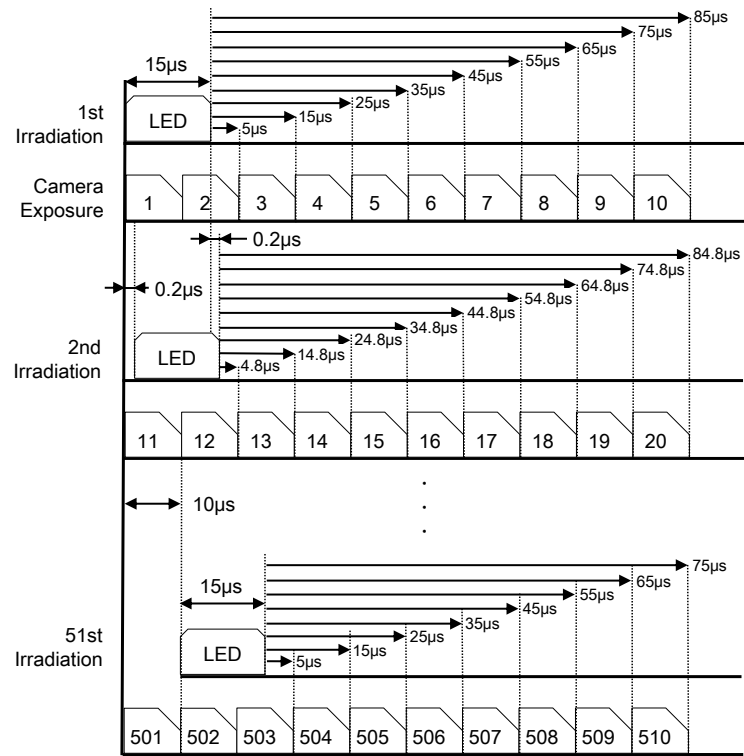 85µs
75µs
65µs
55µs
45µs
35µs
25µs
15µs
5µs
15µs
LED
1st
Irradiation
Camera
Exposure
1 2 3 4 5 6 7 8 9 10
0.2µs
0.2µs
84.8µs
74.8µs
64.8µs
54.8µs
44.8µs
34.8µs
24.8µs
14.8µs
4.8µs
LED
2nd
Irradiation
11 12 13 14 15 16 17 18 19 20
10µs
.
.
.
75µs
65µs
55µs
45µs
35µs
25µs
15µs
5µs
15µs
LED
51st
Irradiation
501 502 503 504 505 506 507 508 509 510